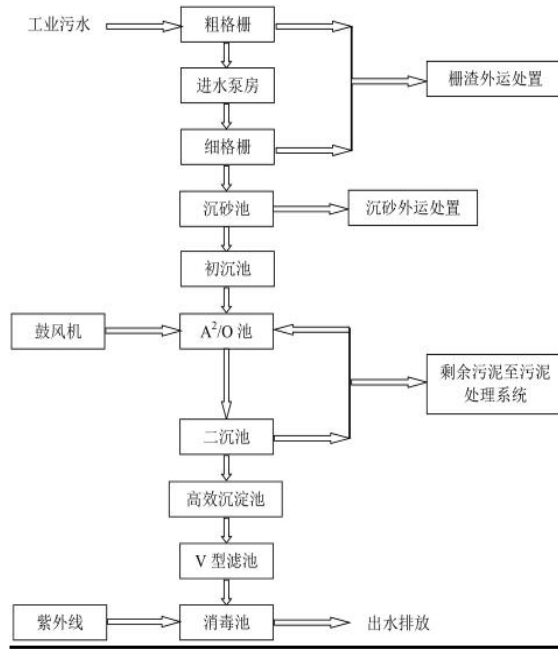 工业污水
粗格栅
进水泵房
栅渣外运处置
细格栅
沉砂池
沉砂外运处置
初沉池
鼓风机
A²/O 池
剩余污泥至污泥
处理系统
二沉池
高效沉淀池
V 型滤池
紫外线
消毒池
出水排放